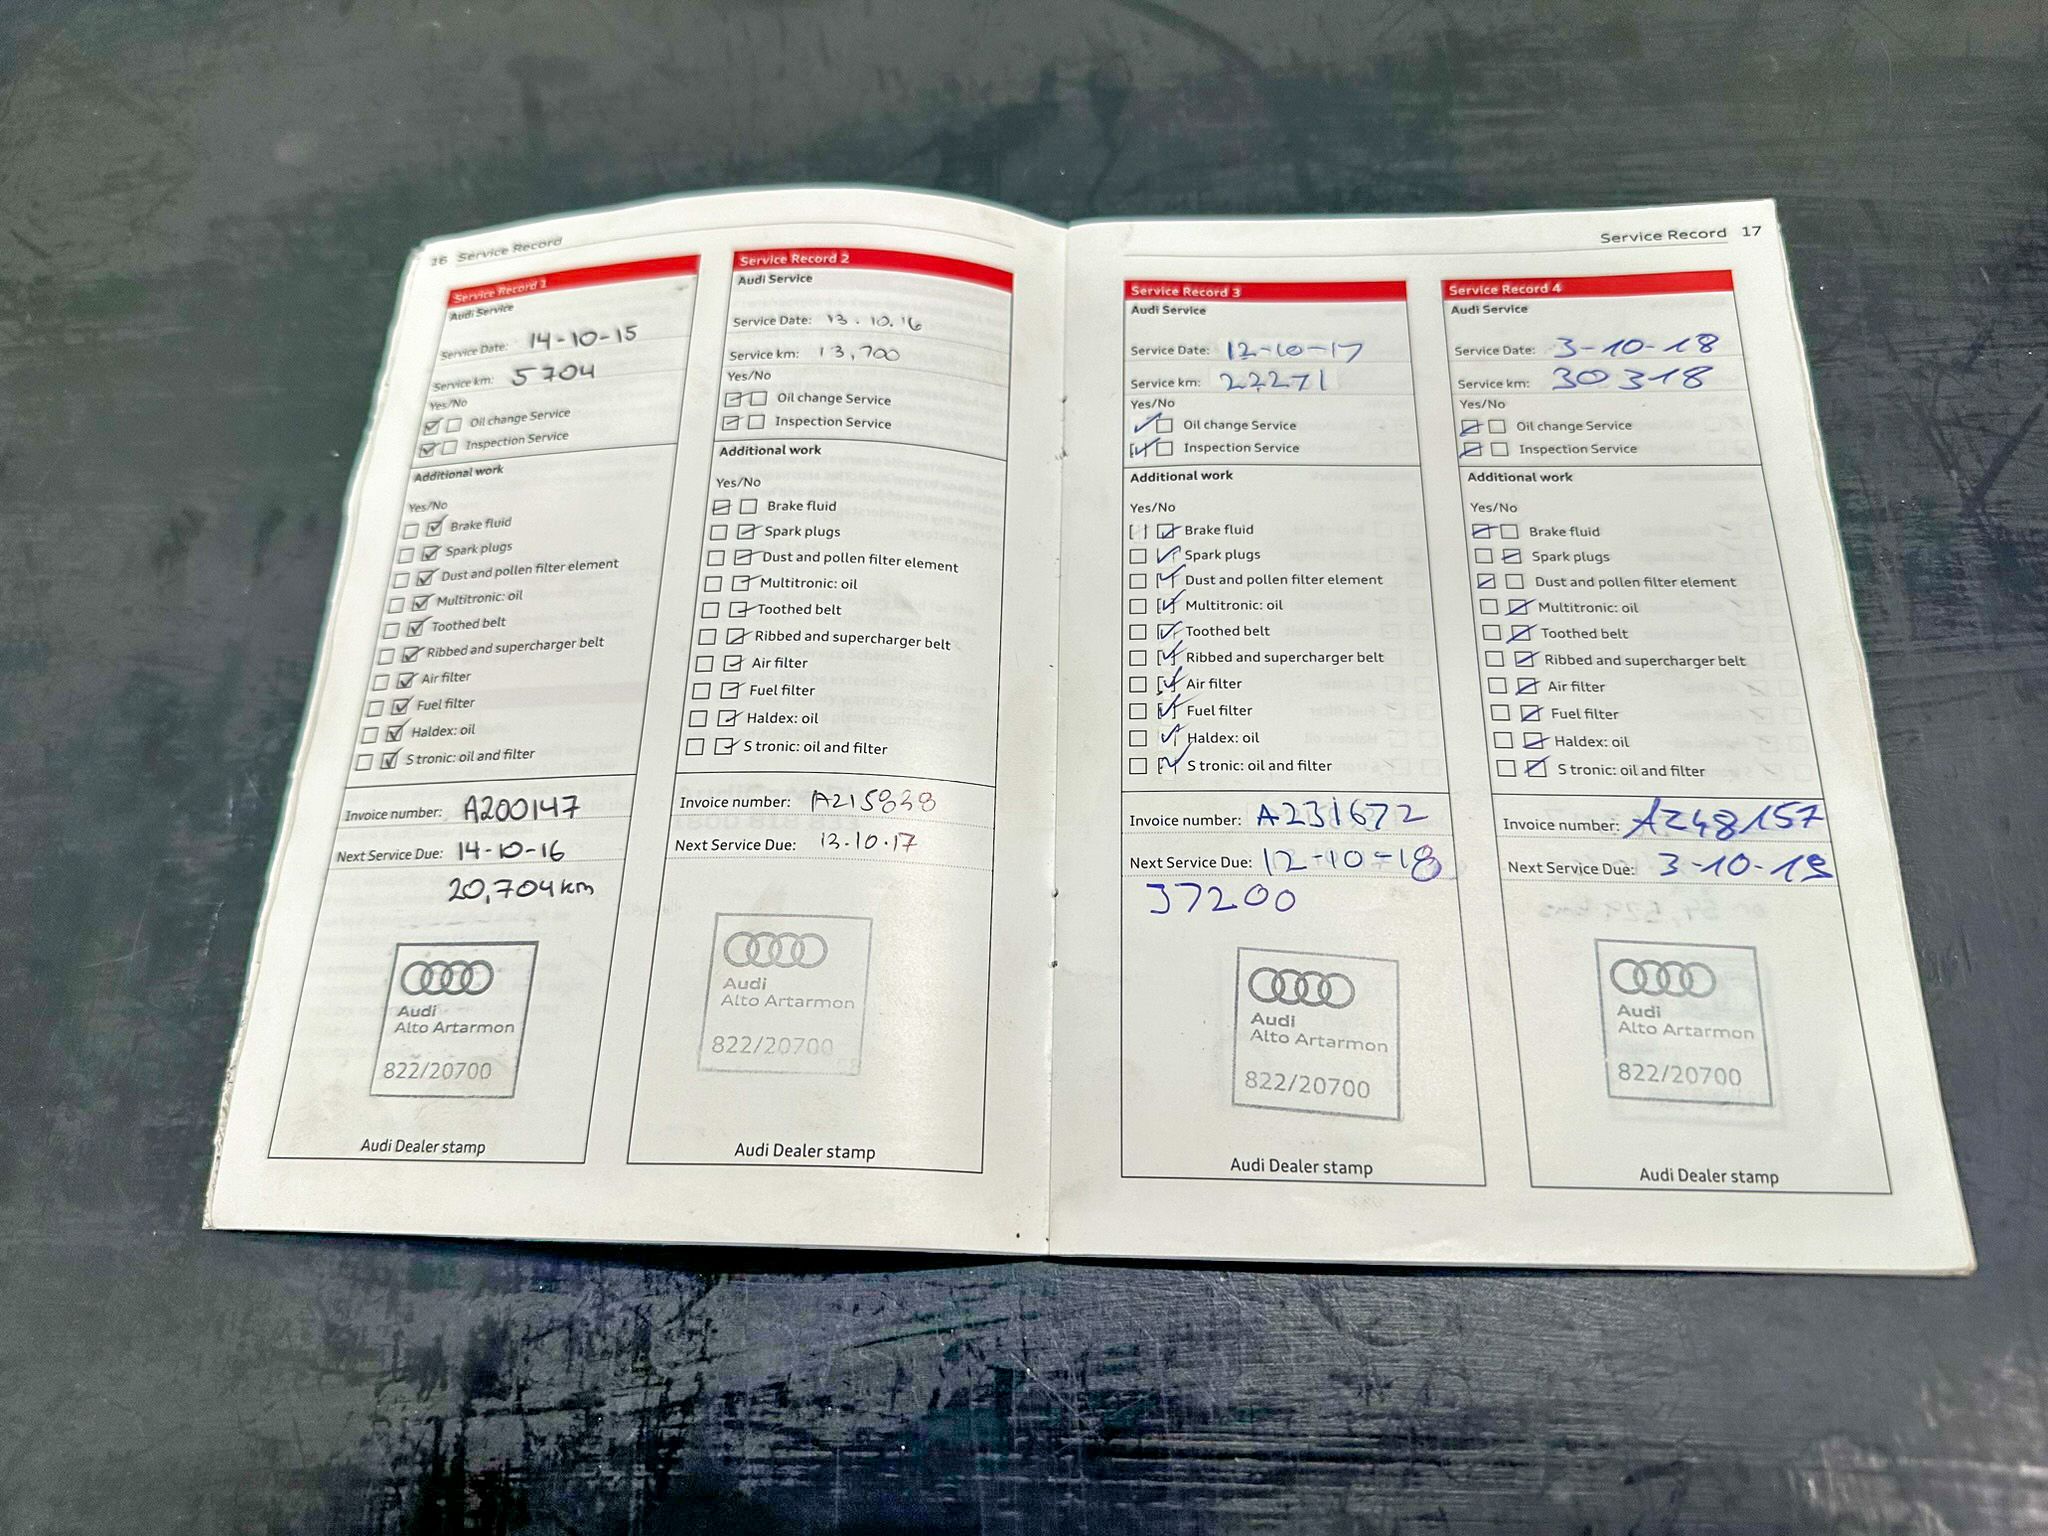 16 Service Record
Service Record 1
Audi Service
Service Date: 14-10-15
Service km: 5704
Yes/No
Oil change Service
Inspection Service
Additional work
Yes/No
Brake fluid
Spark plugs
Dust and pollen filter element
Multitronic: oil
Toothed belt
Ribbed and supercharger belt
Air filter
Fuel filter
Haldex: oil
S tronic: oil and filter
Invoice number: A200147
Next Service Due: 14-10-16
20,704 km
Audi
Alto Artarmon
822/20700
Audi Dealer stamp
Service Record 2
Audi Service
Service Date: 13.10.16
Service km: 13,700
Yes/No
Oil change Service
Inspection Service
Additional work
Yes/No
Brake fluid
Spark plugs
Dust and pollen filter element
Multitronic: oil
Toothed belt
Ribbed and supercharger belt
Air filter
Fuel filter
Haldex: oil
S tronic: oil and filter
Invoice number: A215838
Next Service Due: 13.10.17
Audi
Alto Artarmon
822/20700
Audi Dealer stamp
Service Record 17
Service Record 3
Audi Service
Service Date: 12-10-17
Service km: 22271
Yes/No
Oil change Service
Inspection Service
Additional work
Yes/No
Brake fluid
Spark plugs
Dust and pollen filter element
Multitronic: oil
Toothed belt
Ribbed and supercharger belt
Air filter
Fuel filter
Haldex: oil
S tronic: oil and filter
Invoice number: A231672
Next Service Due: 12-10-18
37200
Audi
Alto Artarmon
822/20700
Audi Dealer stamp
Service Record 4
Audi Service
Service Date: 3-10-18
Service km: 30318
Yes/No
Oil change Service
Inspection Service
Additional work
Yes/No
Brake fluid
Spark plugs
Dust and pollen filter element
Multitronic: oil
Toothed belt
Ribbed and supercharger belt
Air filter
Fuel filter
Haldex: oil
S tronic: oil and filter
Invoice number: A248157
Next Service Due: 3-10-19
Audi
Alto Artarmon
822/20700
Audi Dealer stamp